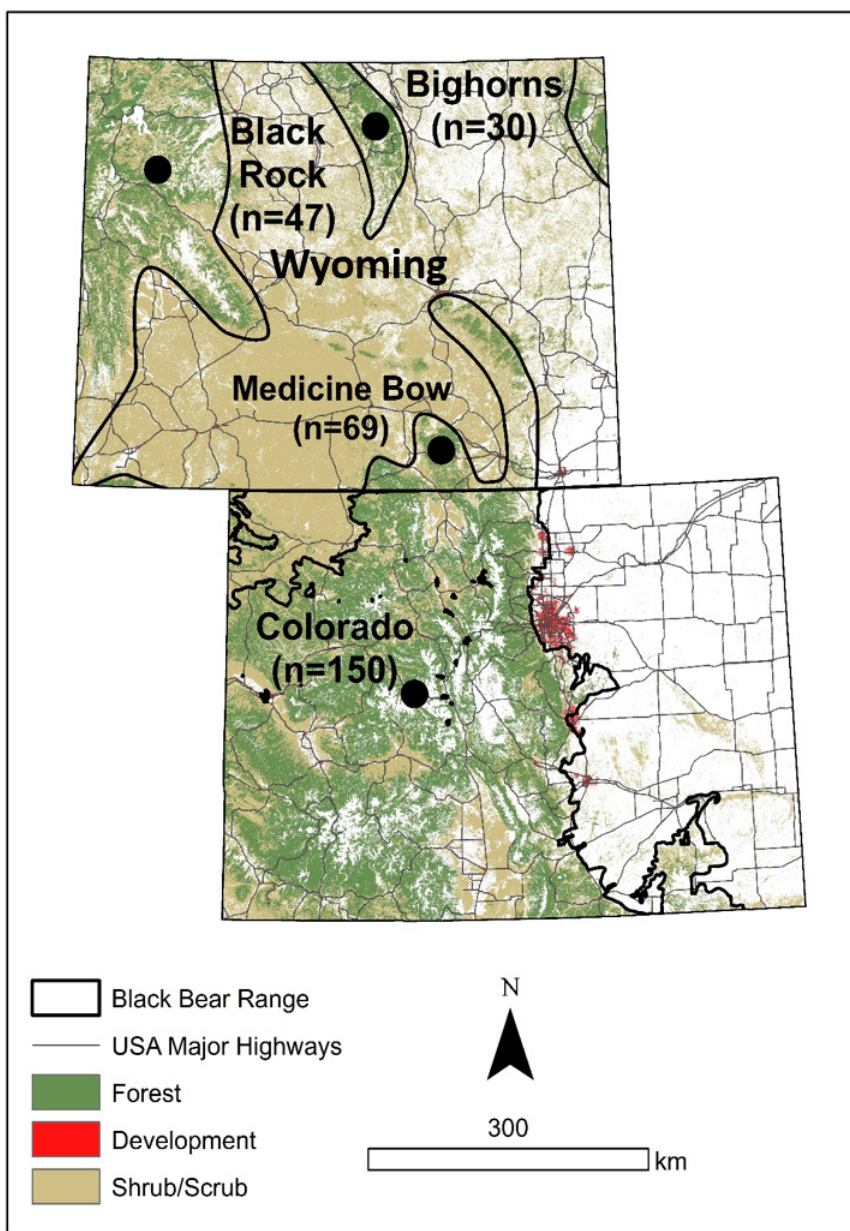 Bighorns
(n=30)
Black
Rock
(n=47)
Wyoming
Medicine Bow
(n=69)
Colorado
(n=150)
Black Bear Range
USA Major Highways
Forest
Development
Shrub/Scrub
N
300
km